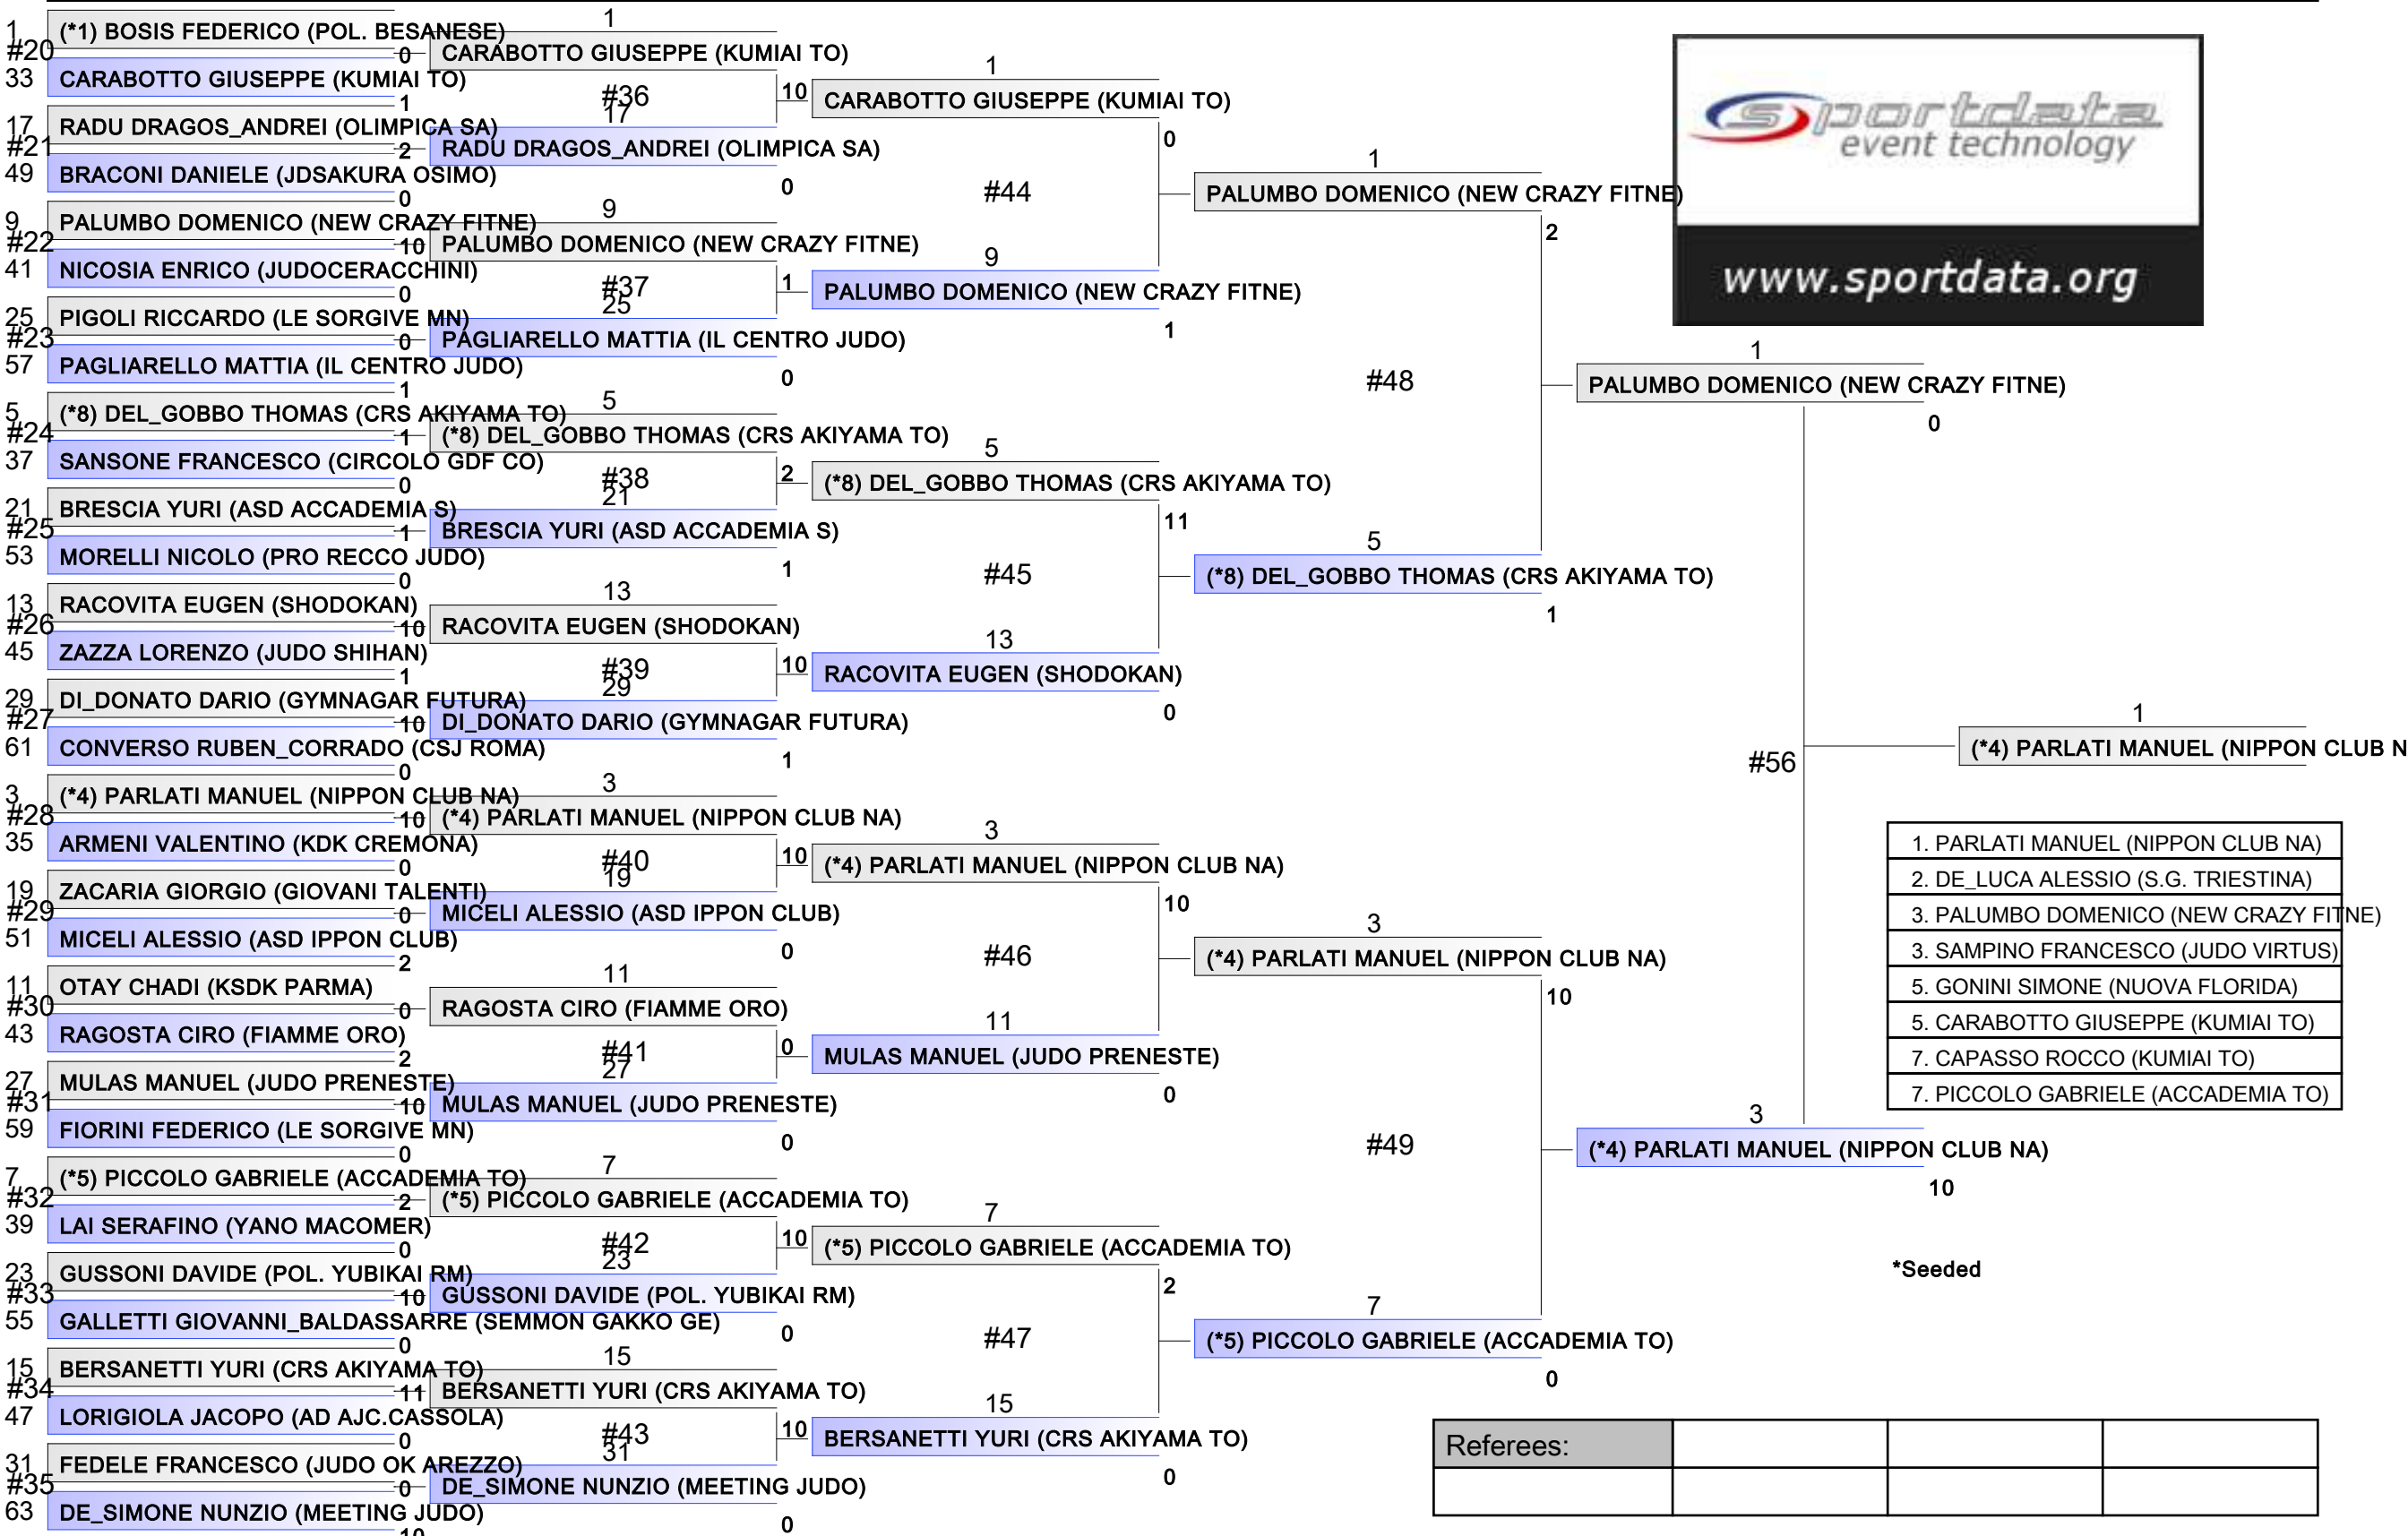 1
(*1) BOSIS FEDERICO (POL. BESANESE)
#20
0
33
CARABOTTO GIUSEPPE (KUMIAI TO)
1
17
RADU DRAGOS_ANDREI (OLIMPICA SA)
#21
2
49
BRACONI DANIELE (JDSAKURA OSIMO)
0
9
PALUMBO DOMENICO (NEW CRAZY FITNE)
#22
10
41
NICOSIA ENRICO (JUDOCERACCHINI)
0
25
PIGOLI RICCARDO (LE SORGIVE MN)
#23
0
57
PAGLIARELLO MATTIA (IL CENTRO JUDO)
1
5
(*8) DEL_GOBBO THOMAS (CRS AKIYAMA TO)
#24
1
37
SANSONE FRANCESCO (CIRCOLO GDF CO)
0
21
BRESCIA YURI (ASD ACCADEMIA S)
#25
1
53
MORELLI NICOLO (PRO RECCO JUDO)
0
13
RACOVITA EUGEN (SHODOKAN)
#26
10
45
ZAZZA LORENZO (JUDO SHIHAN)
1
29
DI_DONATO DARIO (GYMNAGAR FUTURA)
#27
10
61
CONVERSO RUBEN_CORRADO (CSJ ROMA)
0
3
(*4) PARLATI MANUEL (NIPPON CLUB NA)
#28
10
35
ARMENI VALENTINO (KDK CREMONA)
0
19
ZACARIA GIORGIO (GIOVANI TALENTI)
#29
0
51
MICELI ALESSIO (ASD IPPON CLUB)
2
11
OTAY CHADI (KSDK PARMA)
#30
0
43
RAGOSTA CIRO (FIAMME ORO)
2
27
MULAS MANUEL (JUDO PRENESTE)
#31
10
59
FIORINI FEDERICO (LE SORGIVE MN)
0
7
(*5) PICCOLO GABRIELE (ACCADEMIA TO)
#32
2
39
LAI SERAFINO (YANO MACOMER)
0
23
GUSSONI DAVIDE (POL. YUBIKAI RM)
#33
10
55
GALLETTI GIOVANNI_BALDASSARRE (SEMMON GAKKO GE)
0
15
BERSANETTI YURI (CRS AKIYAMA TO)
#34
11
47
LORIGIOLA JACOPO (AD AJC.CASSOLA)
0
31
FEDELE FRANCESCO (JUDO OK AREZZO)
#35
0
63
DE_SIMONE NUNZIO (MEETING JUDO)
10
1
CARABOTTO GIUSEPPE (KUMIAI TO)
#36
10
17
RADU DRAGOS_ANDREI (OLIMPICA SA)
0
9
PALUMBO DOMENICO (NEW CRAZY FITNE)
#37
1
25
PAGLIARELLO MATTIA (IL CENTRO JUDO)
0
5
(*8) DEL_GOBBO THOMAS (CRS AKIYAMA TO)
#38
2
21
BRESCIA YURI (ASD ACCADEMIA S)
1
13
RACOVITA EUGEN (SHODOKAN)
#39
10
29
DI_DONATO DARIO (GYMNAGAR FUTURA)
1
3
(*4) PARLATI MANUEL (NIPPON CLUB NA)
#40
10
19
MICELI ALESSIO (ASD IPPON CLUB)
0
11
RAGOSTA CIRO (FIAMME ORO)
#41
0
27
MULAS MANUEL (JUDO PRENESTE)
0
7
(*5) PICCOLO GABRIELE (ACCADEMIA TO)
#42
10
23
GUSSONI DAVIDE (POL. YUBIKAI RM)
0
15
BERSANETTI YURI (CRS AKIYAMA TO)
#43
10
31
DE_SIMONE NUNZIO (MEETING JUDO)
0
1
CARABOTTO GIUSEPPE (KUMIAI TO)
0
#44
9
PALUMBO DOMENICO (NEW CRAZY FITNE)
1
5
(*8) DEL_GOBBO THOMAS (CRS AKIYAMA TO)
11
#45
13
RACOVITA EUGEN (SHODOKAN)
0
3
(*4) PARLATI MANUEL (NIPPON CLUB NA)
10
#46
11
MULAS MANUEL (JUDO PRENESTE)
0
7
(*5) PICCOLO GABRIELE (ACCADEMIA TO)
2
#47
15
BERSANETTI YURI (CRS AKIYAMA TO)
0
1
PALUMBO DOMENICO (NEW CRAZY FITNE)
2
#48
5
(*8) DEL_GOBBO THOMAS (CRS AKIYAMA TO)
1
3
(*4) PARLATI MANUEL (NIPPON CLUB NA)
10
#49
7
(*5) PICCOLO GABRIELE (ACCADEMIA TO)
0
1
PALUMBO DOMENICO (NEW CRAZY FITNE)
0
#56
3
(*4) PARLATI MANUEL (NIPPON CLUB NA)
10
1
(*4) PARLATI MANUEL (NIPPON CLUB N
sportdata
event technology
www.sportdata.org
1. PARLATI MANUEL (NIPPON CLUB NA)
2. DE_LUCA ALESSIO (S.G. TRIESTINA)
3. PALUMBO DOMENICO (NEW CRAZY FITNE)
3. SAMPINO FRANCESCO (JUDO VIRTUS)
5. GONINI SIMONE (NUOVA FLORIDA)
5. CARABOTTO GIUSEPPE (KUMIAI TO)
7. CAPASSO ROCCO (KUMIAI TO)
7. PICCOLO GABRIELE (ACCADEMIA TO)
*Seeded
Referees: